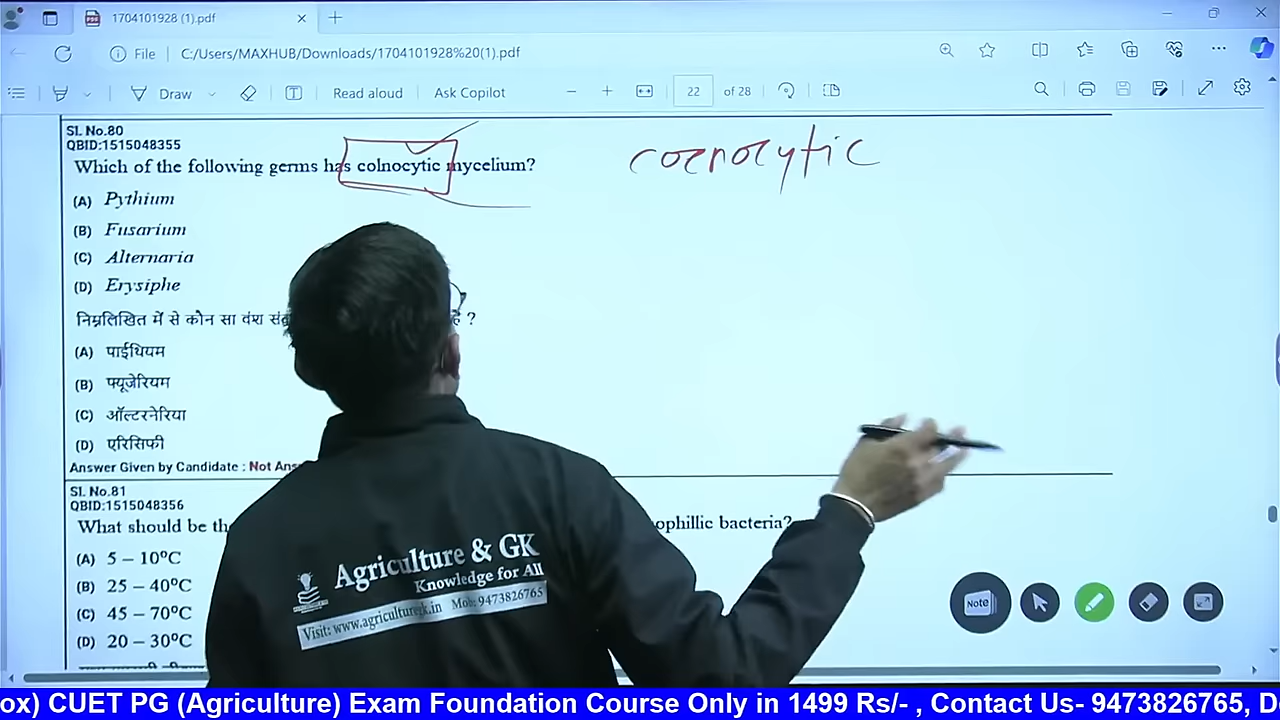 1704101928 (1).pdf
File
C:/Users/MAXHUB/Downloads/1704101928%20(1).pdf
Draw
Read aloud
Ask Copilot
22
of 28
Sl. No.80
QBID:1515048355
Which of the following germs has colnocytic mycelium?
coenocytic
(A) Pythium
(B) Fusarium
(C) Alternaria
(D) Erysiphe
निम्नलिखित में से कौन सा वंश है ?
(A) पाईथियम
(B) फ्यूजेरियम
(C) ऑल्टरनेरिया
(D) एरिसिफी
Answer Given by Candidate : Not
Sl. No.81
QBID:1515048356
What should be
bacteria?
(A) 5 – 10°C
(B) 25 – 40°C
(C) 45 – 70°C
(D) 20 – 30°C
Agriculture & GK
Knowledge for All
Visit: www.agriculturegk.in Mob: 9473826765
Note
CUET PG (Agriculture) Exam Foundation Course Only in 1499 Rs/- , Contact Us- 9473826765,